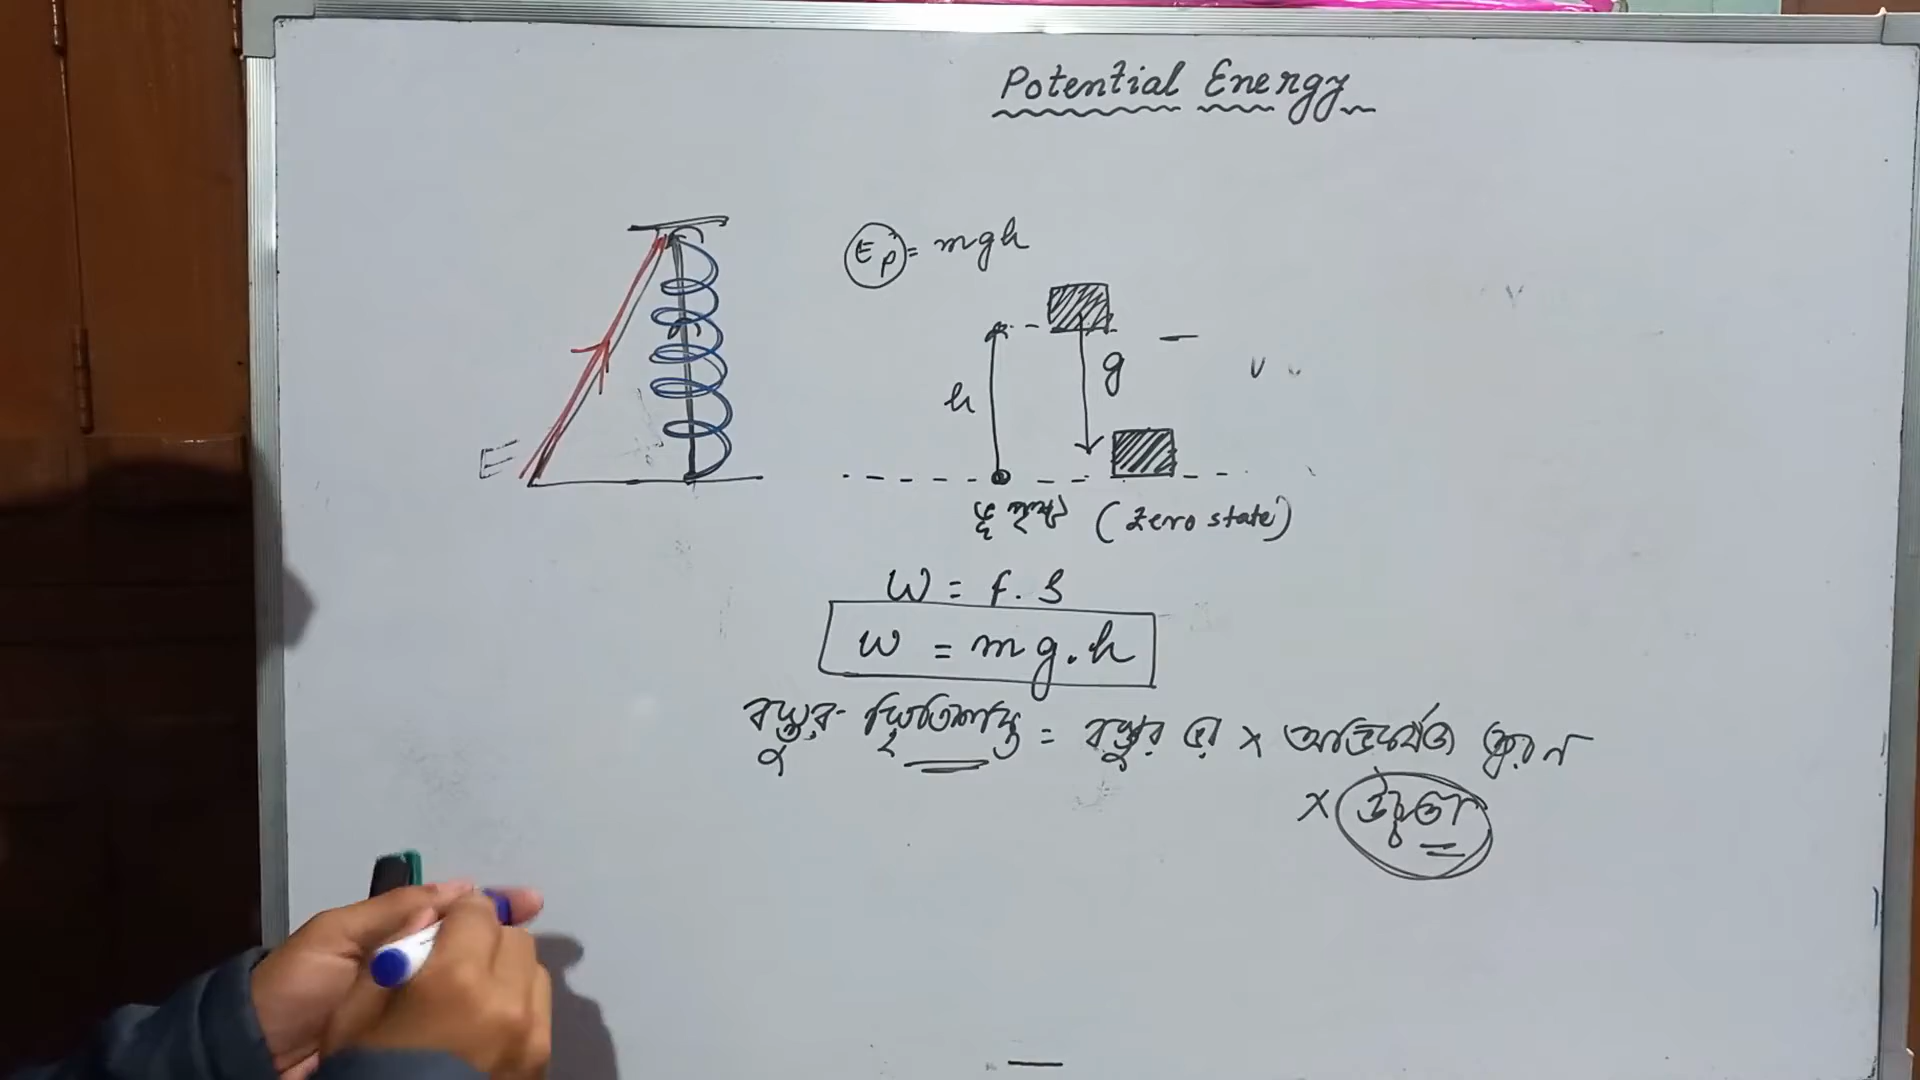 Potential Energy
Ep = mgh
g
h
E
ভূ পৃষ্ঠ (Zero state)
W = f. s
w = mg.h
বস্তুর স্থিতিশক্তি = বস্তুর ভর × অভিকর্ষজ ত্বরণ
× উচ্চতা